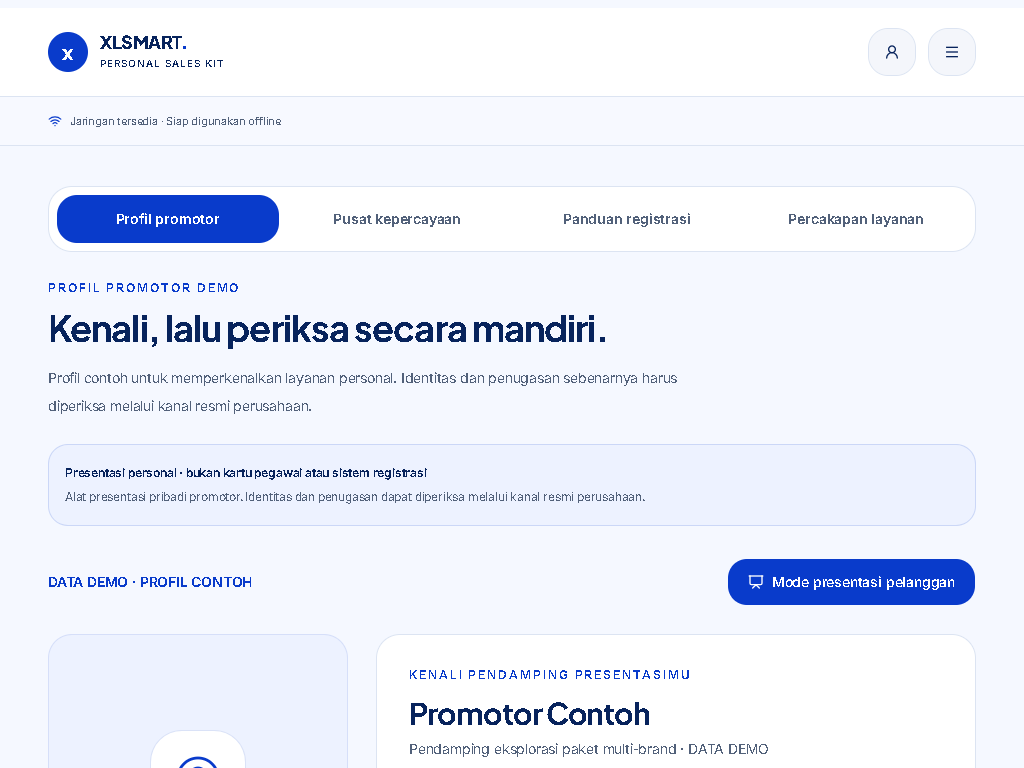 x
XLSMART.
PERSONAL SALES KIT
Jaringan tersedia · Siap digunakan offline
Profil promotor
Pusat kepercayaan
Panduan registrasi
Percakapan layanan
PROFIL PROMOTOR DEMO
Kenali, lalu periksa secara mandiri.
Profil contoh untuk memperkenalkan layanan personal. Identitas dan penugasan sebenarnya harus
diperiksa melalui kanal resmi perusahaan.
Presentasi personal · bukan kartu pegawai atau sistem registrasi
Alat presentasi pribadi promotor. Identitas dan penugasan dapat diperiksa melalui kanal resmi perusahaan.
DATA DEMO · PROFIL CONTOH
Mode presentasi pelanggan
KENALI PENDAMPING PRESENTASIMU
Promotor Contoh
Pendamping eksplorasi paket multi-brand · DATA DEMO